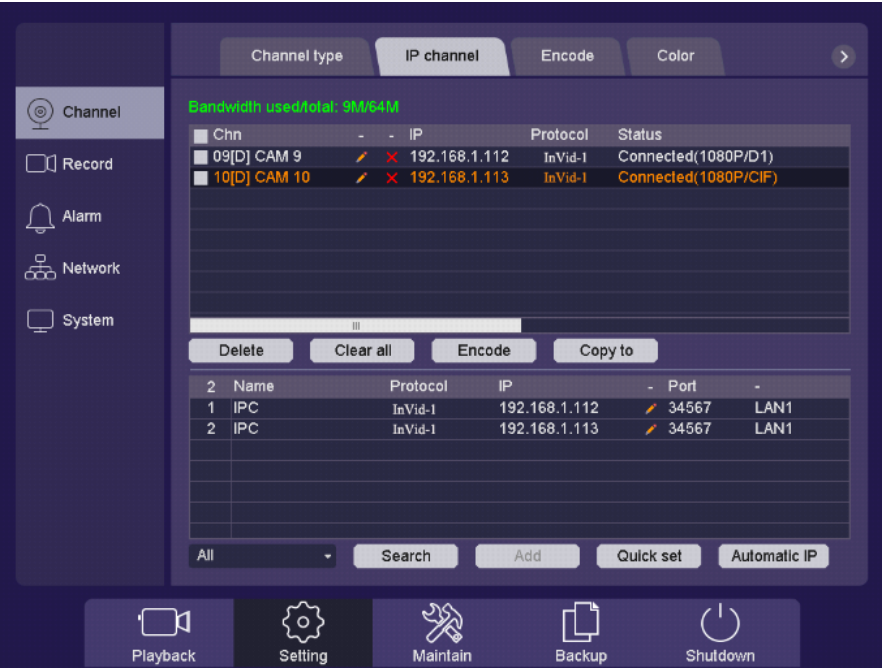 Channel type IP channel Encode Color
Channel
Record
Alarm
Network
System
Bandwidth used/total: 9M/64M
Chn - - IP Protocol Status
09[D] CAM 9 192.168.1.112 InVid-1 Connected(1080P/D1)
10[D] CAM 10 192.168.1.113 InVid-1 Connected(1080P/CIF)
Delete Clear all Encode Copy to
2 Name Protocol IP - Port -
1 IPC InVid-1 192.168.1.112 34567 LAN1
2 IPC InVid-1 192.168.1.113 34567 LAN1
All Search Add Quick set Automatic IP
Playback Setting Maintain Backup Shutdown